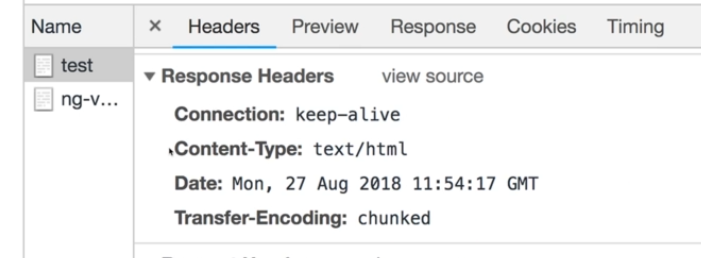 Name
× Headers Preview Response Cookies Timing
test
ng-v...
▼ Response Headers view source
Connection: keep-alive
Content-Type: text/html
Date: Mon, 27 Aug 2018 11:54:17 GMT
Transfer-Encoding: chunked